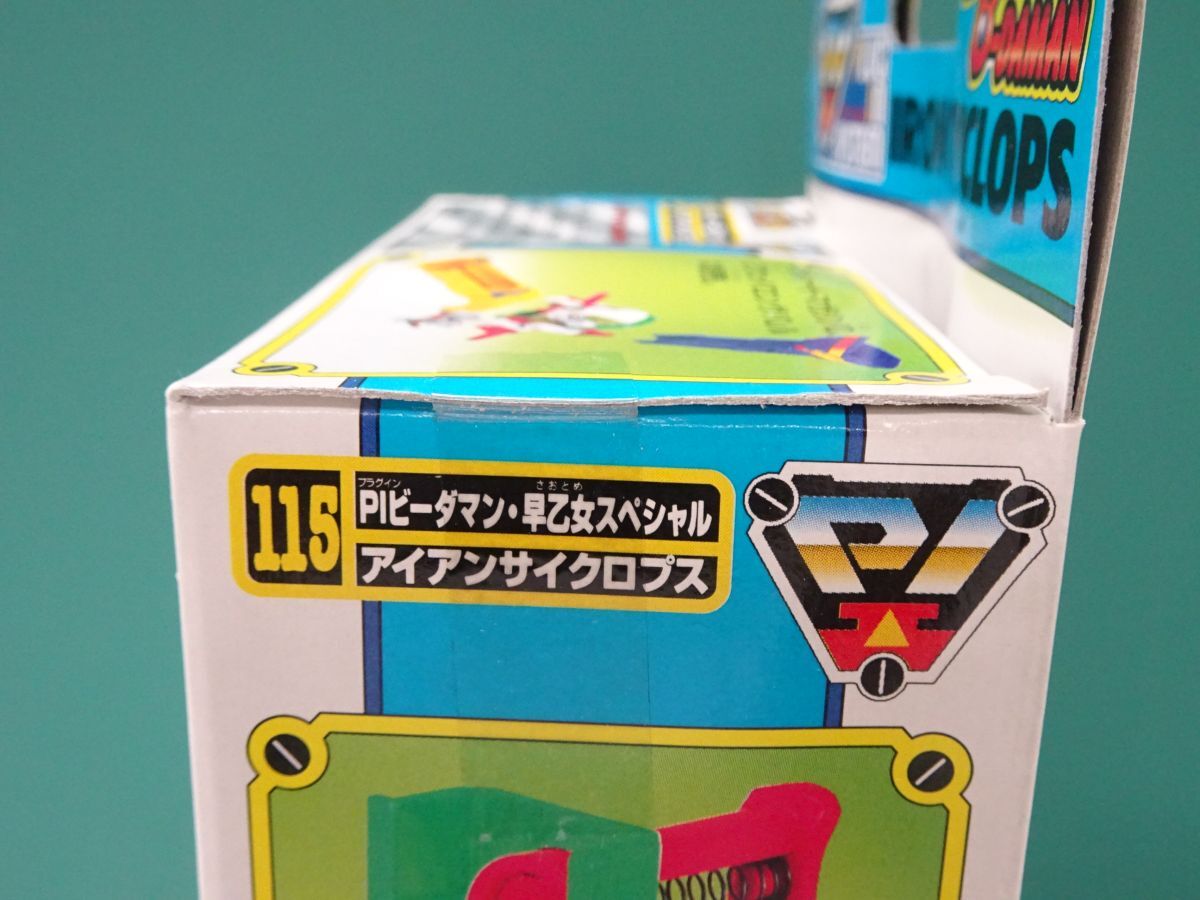 B-DAMAN
CLOPS
115
プラグイン
さおとめ
PIビーダマン・早乙女スペシャル
アイアンサイクロプス
PI